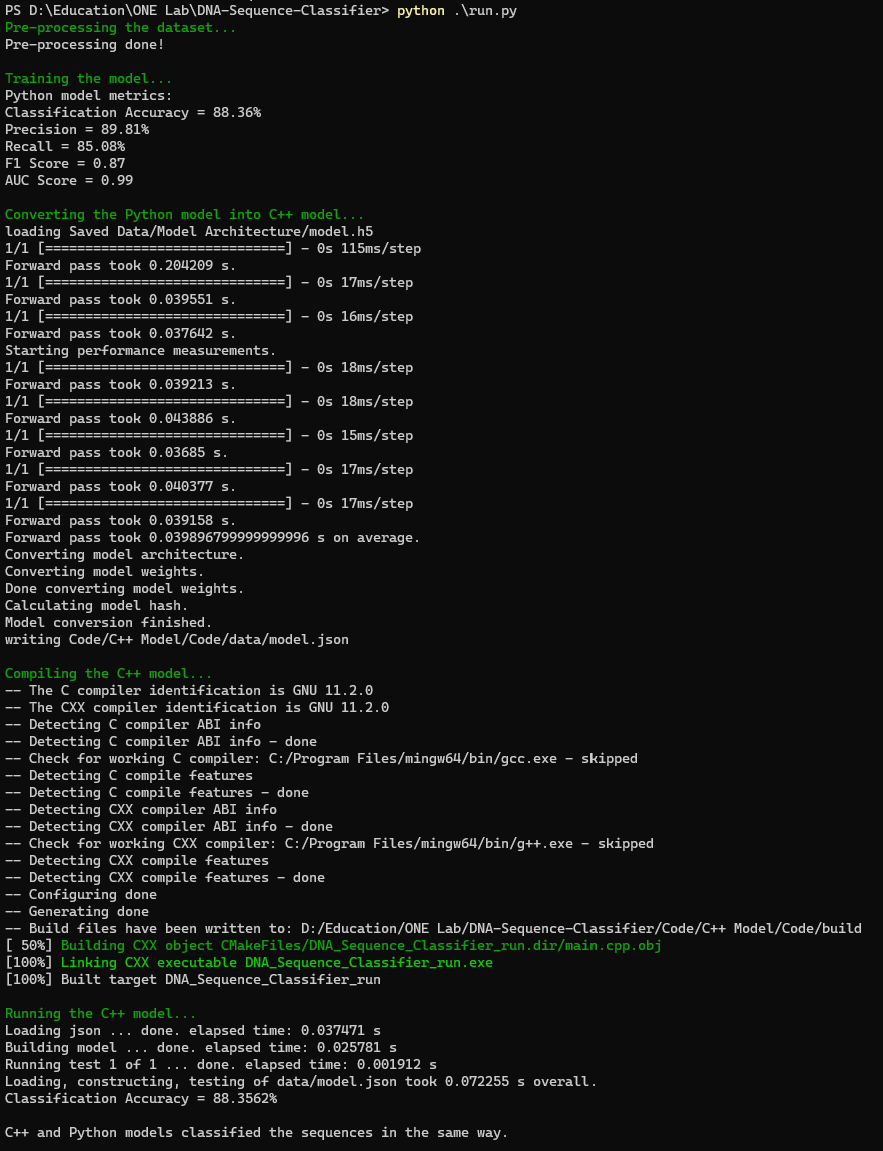 PS D:\Education\ONE Lab\DNA-Sequence-Classifier> python .\run.py
Pre-processing the dataset...
Pre-processing done!
Training the model...
Python model metrics:
Classification Accuracy = 88.36%
Precision = 89.81%
Recall = 85.08%
F1 Score = 0.87
AUC Score = 0.99
Converting the Python model into C++ model...
loading Saved Data/Model Architecture/model.h5
1/1 [==============================] - 0s 115ms/step
Forward pass took 0.204209 s.
1/1 [==============================] - 0s 17ms/step
Forward pass took 0.039551 s.
1/1 [==============================] - 0s 16ms/step
Forward pass took 0.037642 s.
Starting performance measurements.
1/1 [==============================] - 0s 18ms/step
Forward pass took 0.039213 s.
1/1 [==============================] - 0s 18ms/step
Forward pass took 0.043886 s.
1/1 [==============================] - 0s 15ms/step
Forward pass took 0.03685 s.
1/1 [==============================] - 0s 17ms/step
Forward pass took 0.040377 s.
1/1 [==============================] - 0s 17ms/step
Forward pass took 0.039158 s.
Forward pass took 0.039896799999999996 s on average.
Converting model architecture.
Converting model weights.
Done converting model weights.
Calculating model hash.
Model conversion finished.
writing Code/C++ Model/Code/data/model.json
Compiling the C++ model...
-- The C compiler identification is GNU 11.2.0
-- The CXX compiler identification is GNU 11.2.0
-- Detecting C compiler ABI info
-- Detecting C compiler ABI info - done
-- Check for working C compiler: C:/Program Files/mingw64/bin/gcc.exe - skipped
-- Detecting C compile features
-- Detecting C compile features - done
-- Detecting CXX compiler ABI info
-- Detecting CXX compiler ABI info - done
-- Check for working CXX compiler: C:/Program Files/mingw64/bin/g++.exe - skipped
-- Detecting CXX compile features
-- Detecting CXX compile features - done
-- Configuring done
-- Generating done
-- Build files have been written to: D:/Education/ONE Lab/DNA-Sequence-Classifier/Code/C++ Model/Code/build
[ 50%] Building CXX object CMakeFiles/DNA_Sequence_Classifier_run.dir/main.cpp.obj
[100%] Linking CXX executable DNA_Sequence_Classifier_run.exe
[100%] Built target DNA_Sequence_Classifier_run
Running the C++ model...
Loading json ... done. elapsed time: 0.037471 s
Building model ... done. elapsed time: 0.025781 s
Running test 1 of 1 ... done. elapsed time: 0.001912 s
Loading, constructing, testing of data/model.json took 0.072255 s overall.
Classification Accuracy = 88.3562%
C++ and Python models classified the sequences in the same way.